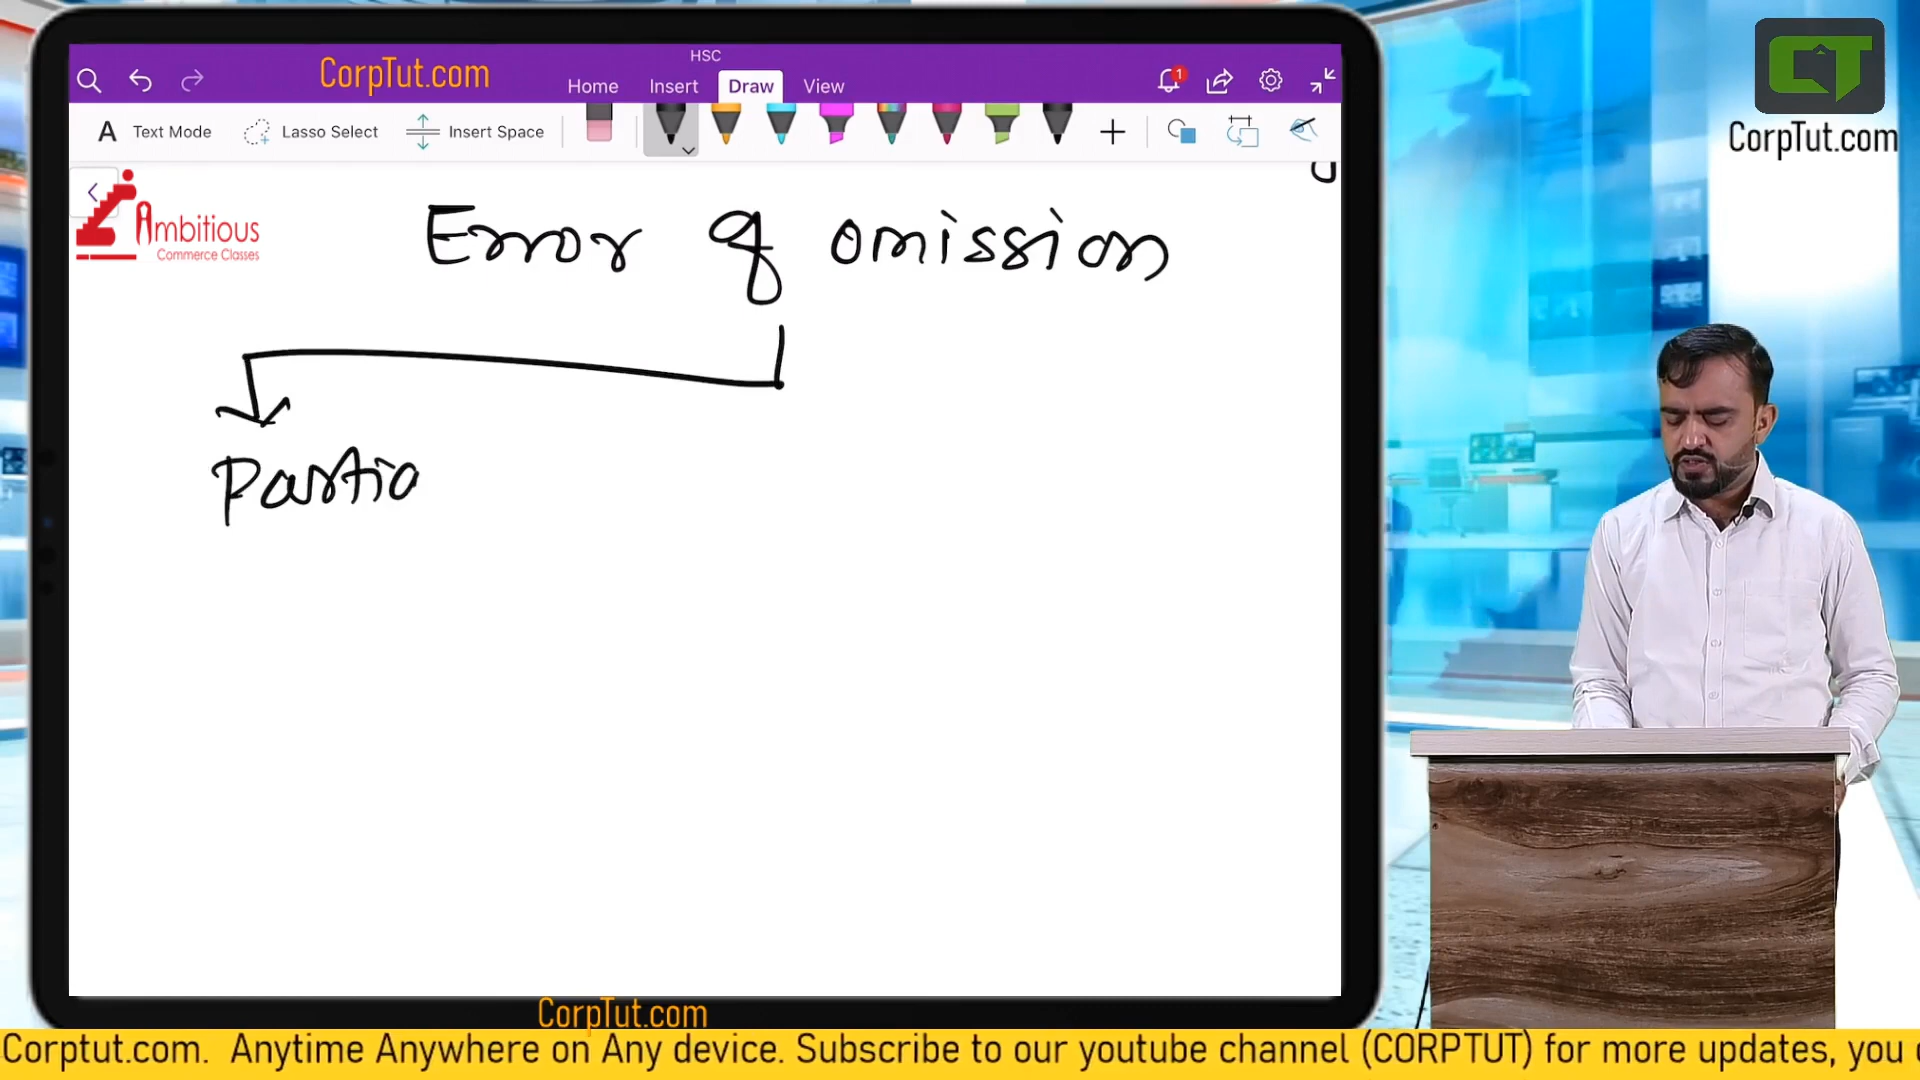 HSC
CorpTut.com
Home Insert Draw View
1
A Text Mode Lasso Select Insert Space
CT
CorpTut.com
Ambitious
Commerce Classes
Error of omission
Partia
CorpTut.com
Corptut.com. Anytime Anywhere on Any device. Subscribe to our youtube channel (CORPTUT) for more updates, you